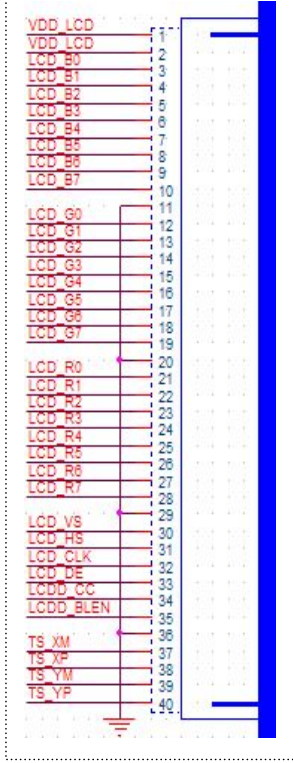 VDD_LCD 1
VDD_LCD 2
LCD_B0 3
LCD_B1 4
LCD_B2 5
LCD_B3 6
LCD_B4 7
LCD_B5 8
LCD_B6 9
LCD_B7 10
11
LCD_G0 12
LCD_G1 13
LCD_G2 14
LCD_G3 15
LCD_G4 16
LCD_G5 17
LCD_G6 18
LCD_G7 19
20
LCD_R0 21
LCD_R1 22
LCD_R2 23
LCD_R3 24
LCD_R4 25
LCD_R5 26
LCD_R6 27
LCD_R7 28
29
LCD_VS 30
LCD_HS 31
LCD_CLK 32
LCD_DE 33
LCDD_CC 34
LCDD_BLEN 35
36
TS_XM 37
TS_XP 38
TS_YM 39
TS_YP 40